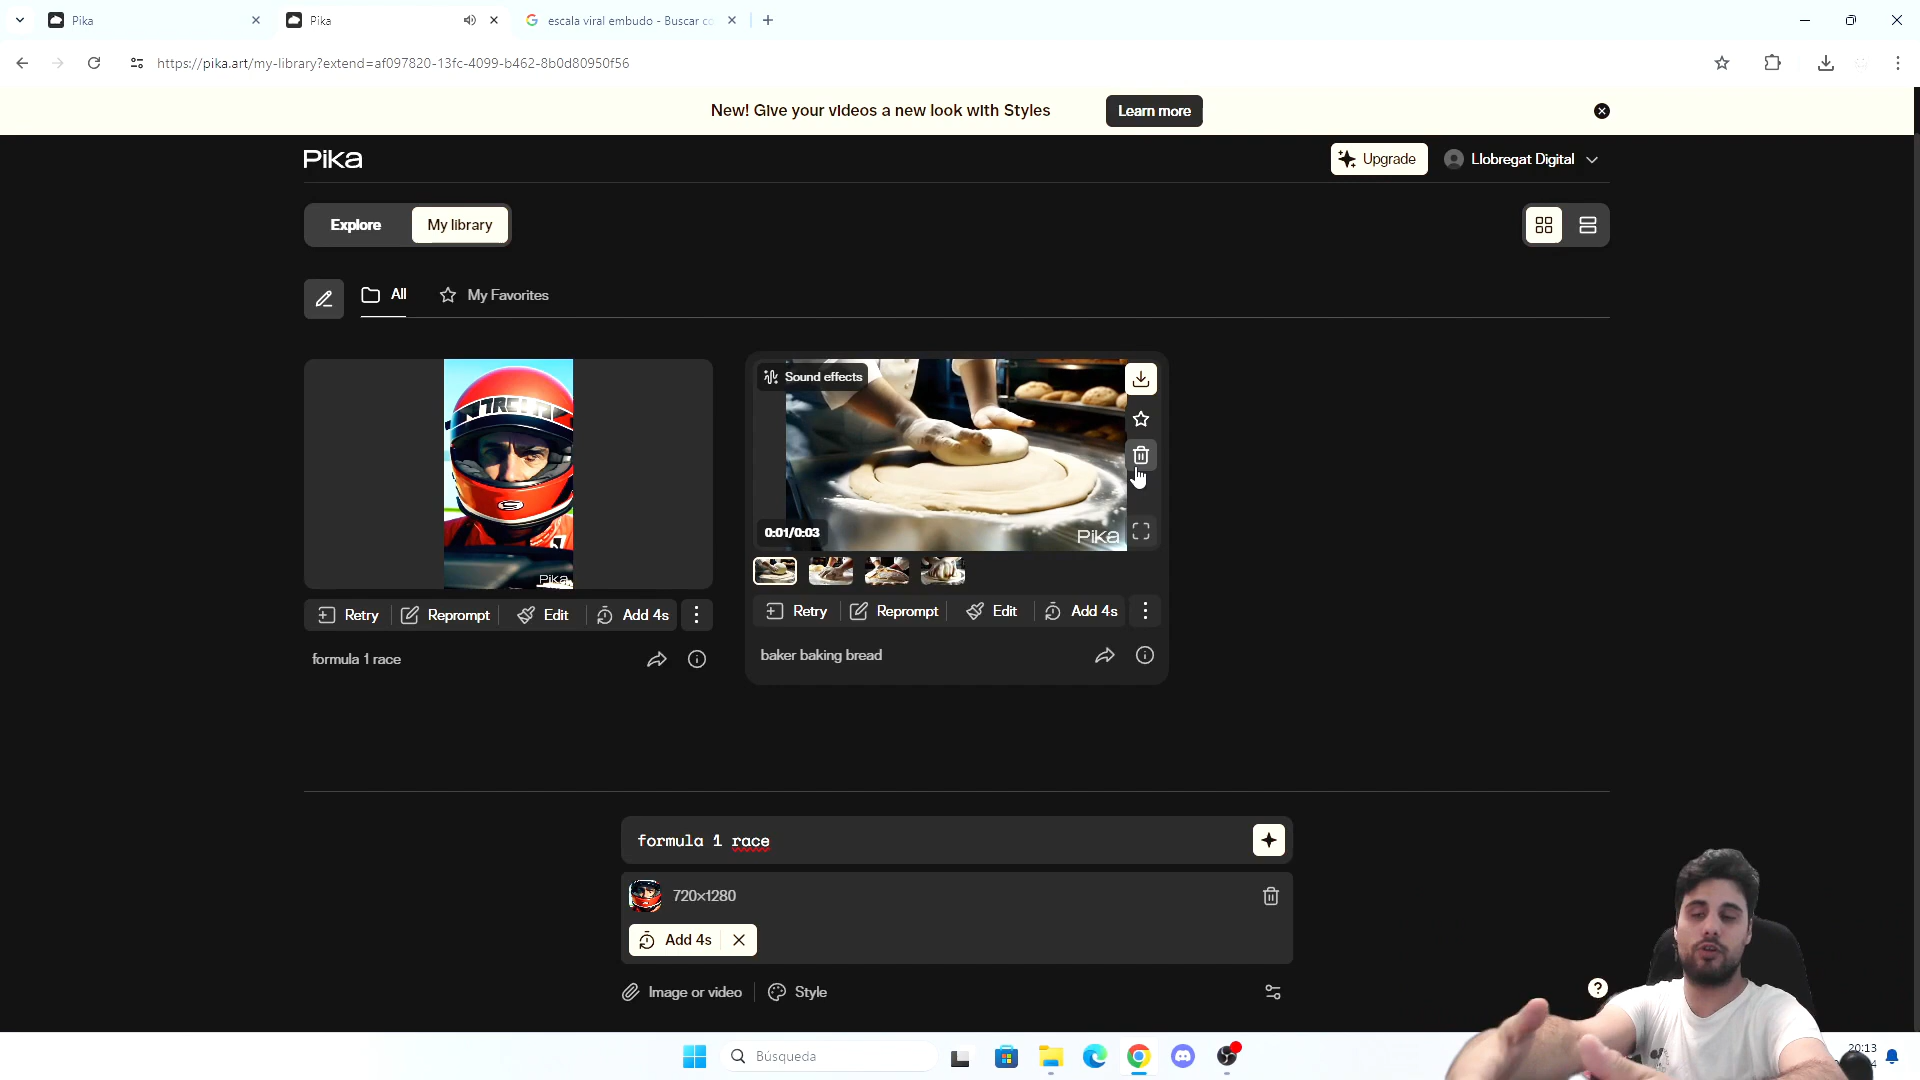 Pika
Pika
escala viral embudo - Buscar co
https://pika.art/my-library?extend=af097820-13fc-4099-b462-8b0d80950f56
New! Give your videos a new look with Styles
Learn more
Pika
Upgrade
Llobregat Digital
Explore
My library
All
My Favorites
Sound effects
0:01/0:03
Pika
Pika
Retry
Reprompt
Edit
Add 4s
Retry
Reprompt
Edit
Add 4s
formula 1 race
baker baking bread
formula 1 race
720×1280
Add 4s
Image or video
Style
?
Búsqueda
20:13